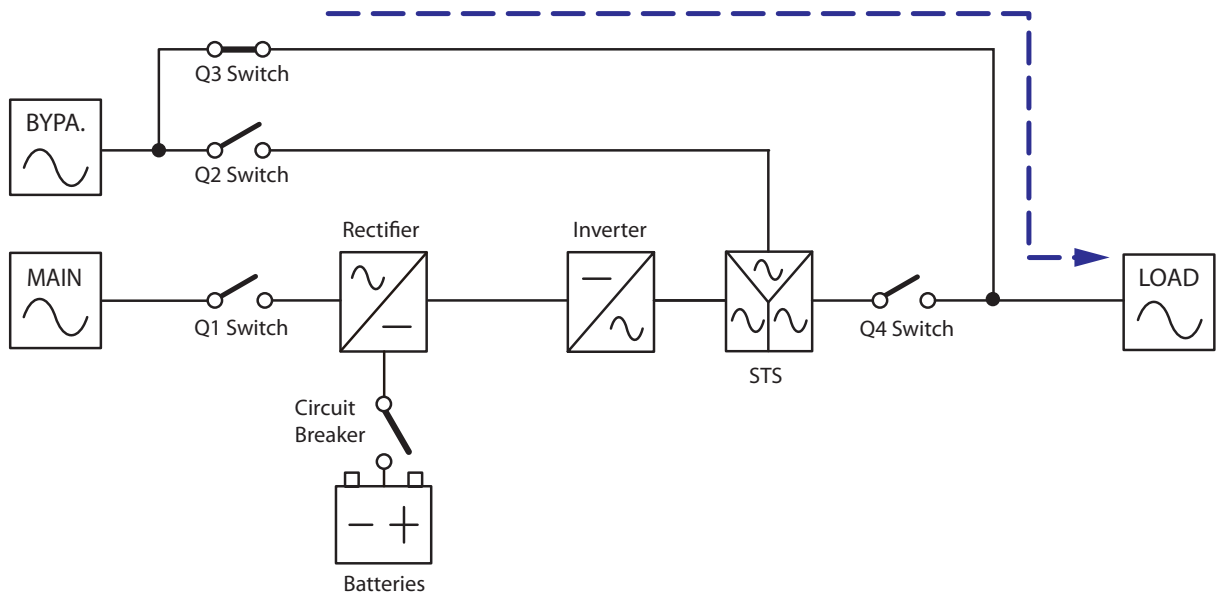 Q3 Switch
BYPA.
Q2 Switch
Rectifier
Inverter
MAIN
LOAD
Q1 Switch
Q4 Switch
STS
Circuit
Breaker
Batteries